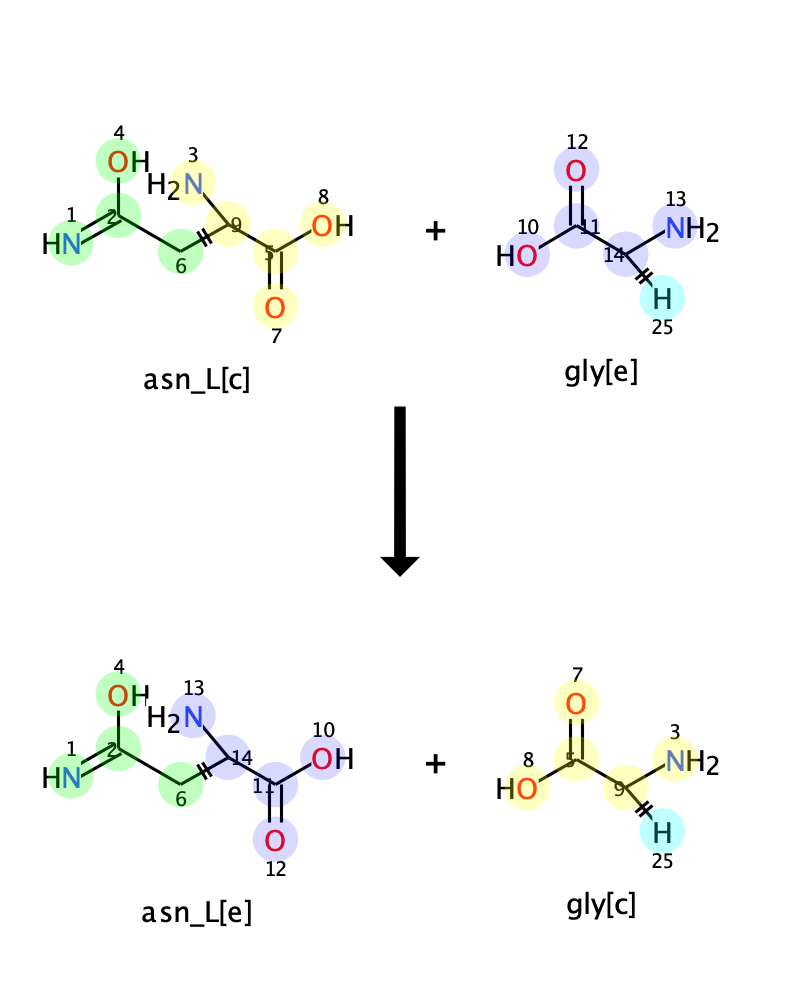 4 12
OH 3 O 13
1 H2N 8 10 11 NH2
HN 2 9 OH + HO 14
6 5 H
O 25
7
asn_L[c] gly[e]
4 7
OH 13 O 3
1 H2N 10 8 5 NH2
HN 2 14 OH + HO 9
6 11 H
O 25
12
asn_L[e] gly[c]